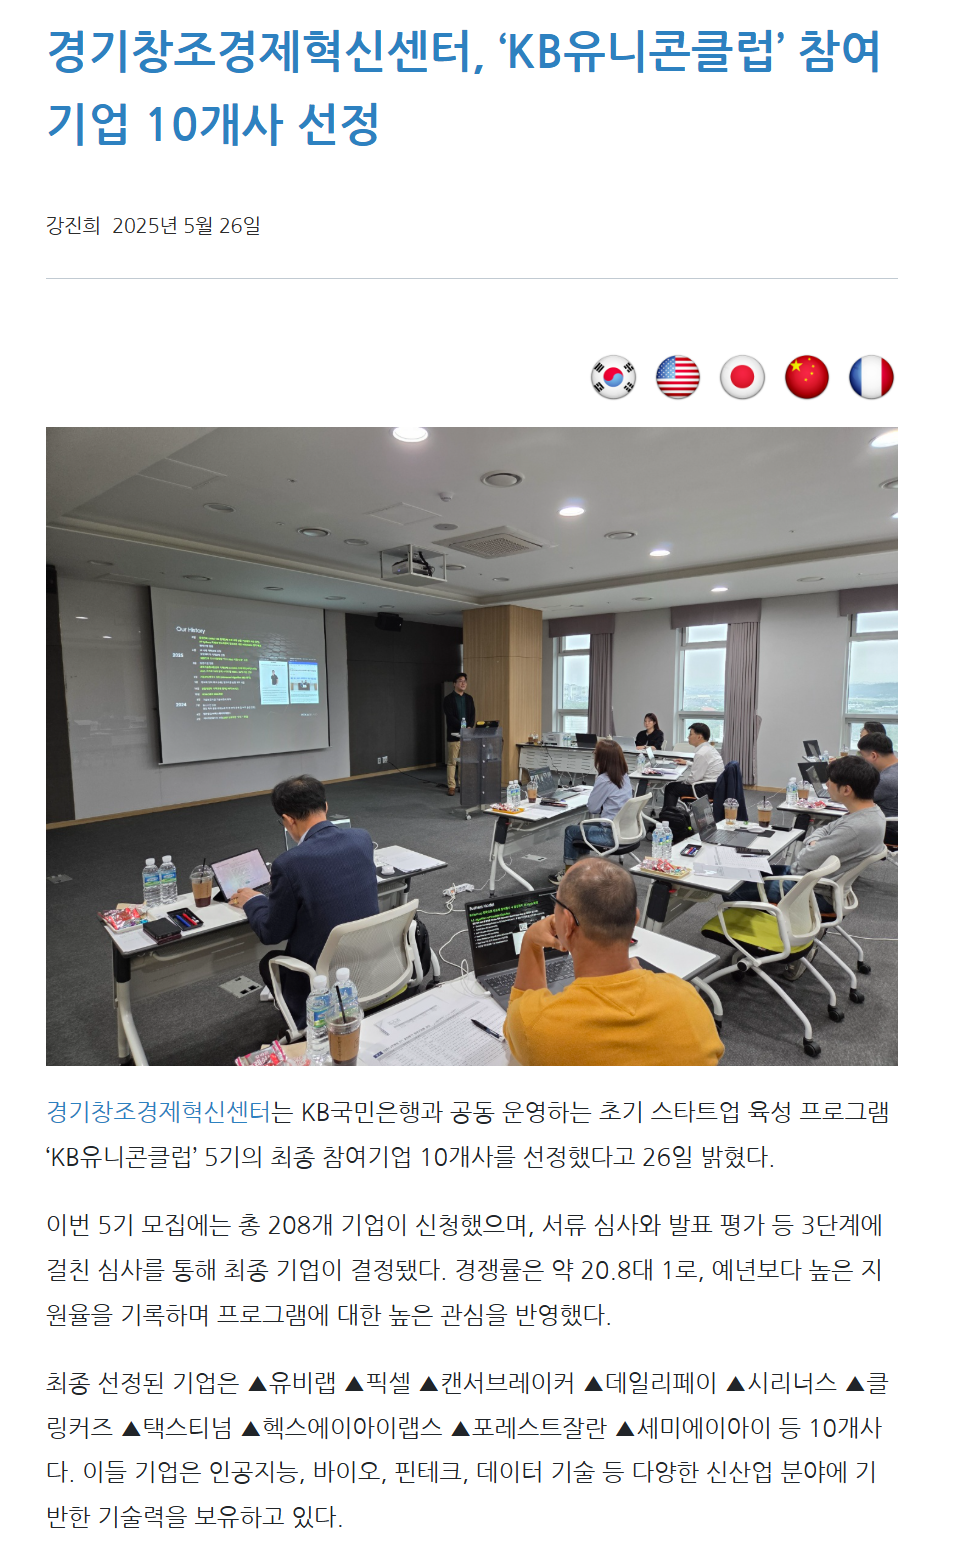 경기창조경제혁신센터, ‘KB유니콘클럽’ 참여
기업 10개사 선정
강진희 2025년 5월 26일
Our History
2025
2024
Business Model
경기창조경제혁신센터는 KB국민은행과 공동 운영하는 초기 스타트업 육성 프로그램
‘KB유니콘클럽’ 5기의 최종 참여기업 10개사를 선정했다고 26일 밝혔다.
이번 5기 모집에는 총 208개 기업이 신청했으며, 서류 심사와 발표 평가 등 3단계에
걸친 심사를 통해 최종 기업이 결정됐다. 경쟁률은 약 20.8대 1로, 예년보다 높은 지
원율을 기록하며 프로그램에 대한 높은 관심을 반영했다.
최종 선정된 기업은 ▲유비랩 ▲픽셀 ▲캔서브레이커 ▲데일리페이 ▲시리너스 ▲클
링커즈 ▲택스티넘 ▲헥스에이아이랩스 ▲포레스트잘란 ▲세미에이아이 등 10개사
다. 이들 기업은 인공지능, 바이오, 핀테크, 데이터 기술 등 다양한 신산업 분야에 기
반한 기술력을 보유하고 있다.